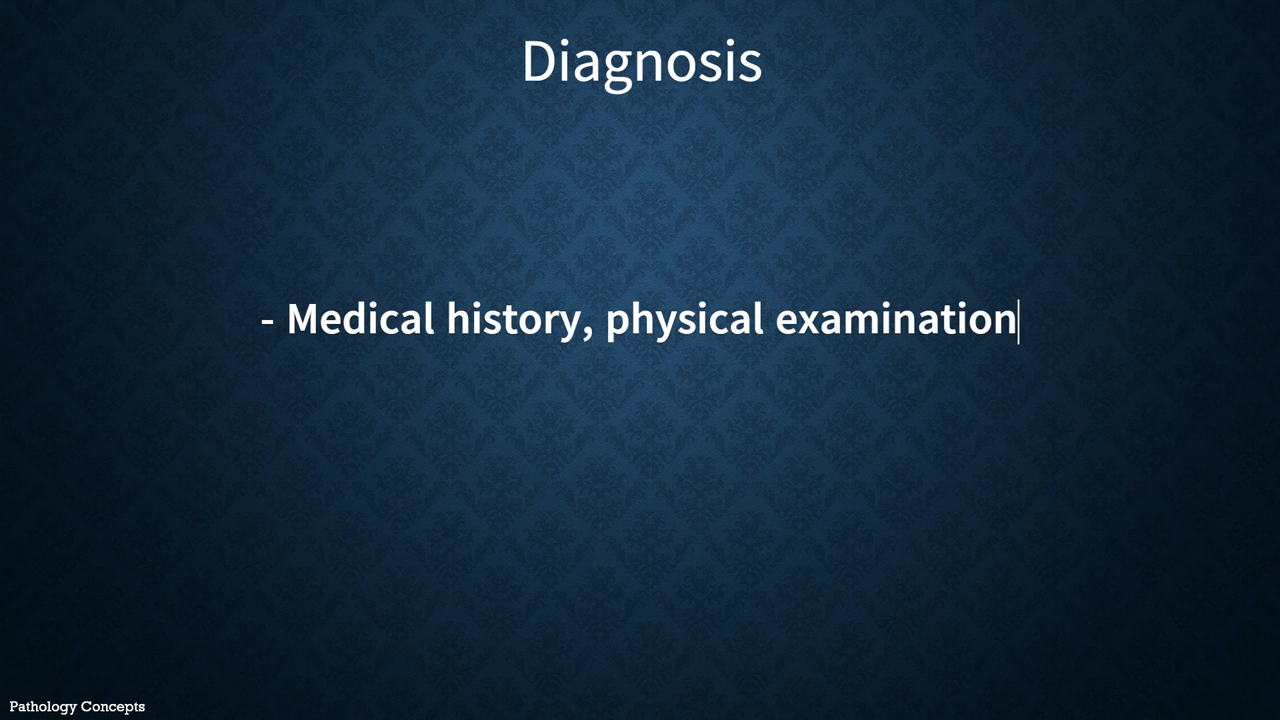 Diagnosis
- Medical history, physical examination
Pathology Concepts